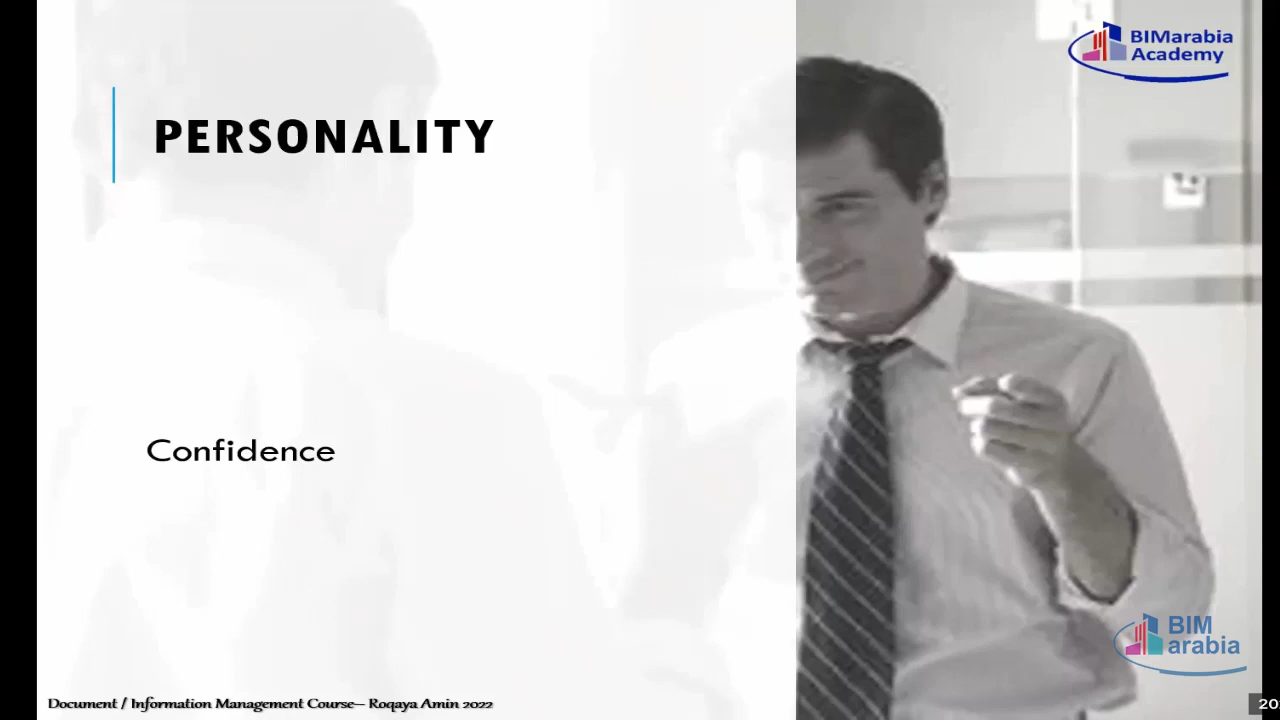 BIMarabia
Academy
PERSONALITY
Confidence
BIM
arabia
Document / Information Management Course– Roqaya Amin 2022
20